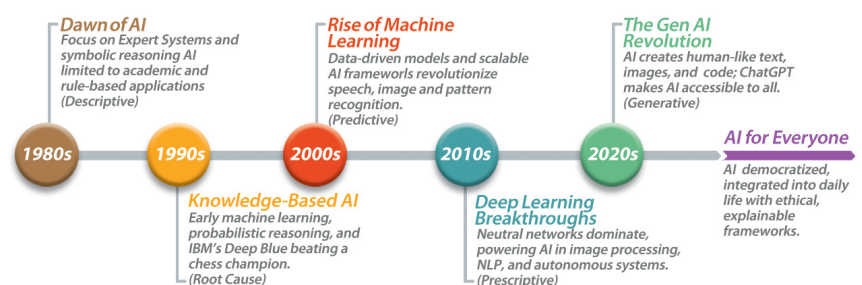 Dawn of AI
Focus on Expert Systems and
symbolic reasoning AI
limited to academic and
rule-based applications
(Descriptive)
Rise of Machine
Learning
Data-driven models and scalable
AI frameworls revolutionize
speech, image and pattern
recognition.
(Predictive)
The Gen AI
Revolution
AI creates human-like text,
images, and code; ChatGPT
makes AI accessible to all.
(Generative)
1980s
1990s
2000s
2010s
2020s
AI for Everyone
AI democratized,
integrated into daily
life with ethical,
explainable
frameworks.
Knowledge-Based AI
Early machine learning,
probabilistic reasoning, and
IBM's Deep Blue beating a
chess champion.
(Root Cause)
Deep Learning
Breakthroughs
Neutral networks dominate,
powering AI in image processing,
NLP, and autonomous systems.
(Prescriptive)